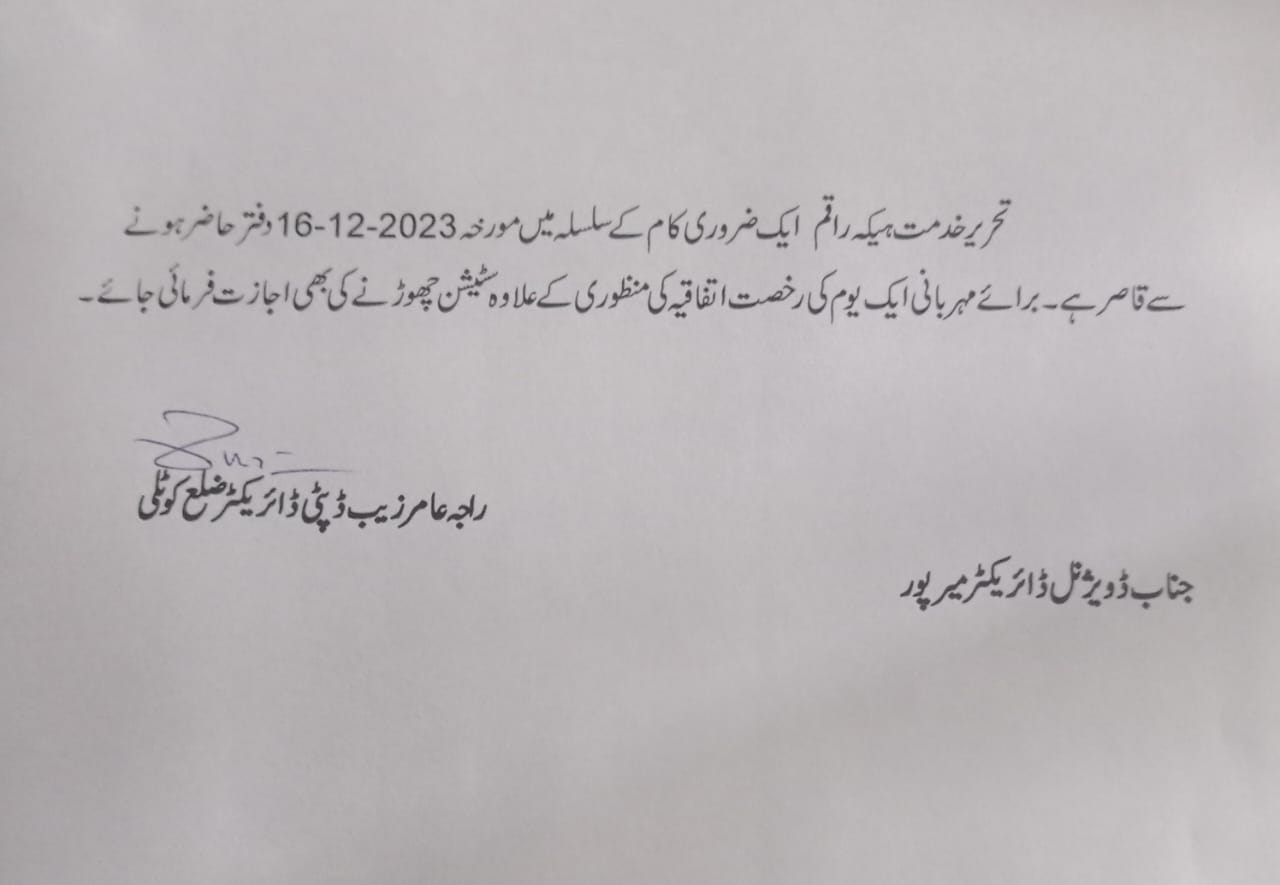 تحریر خدمت ہیکہ راقم ایک ضروری کام کے سلسلہ میں مورخہ 16-12-2023 دفتر حاضر ہونے
سے قاصر ہے۔ برائے مہربانی ایک یوم کی رخصت اتفاقیہ کی منظوری کے علاوہ سٹیشن چھوڑنے کی بھی اجازت فرمائی جائے۔
راجہ عامر زیب ڈپٹی ڈائریکٹر ضلع کوٹلی
جناب ڈویژنل ڈائریکٹر میرپور